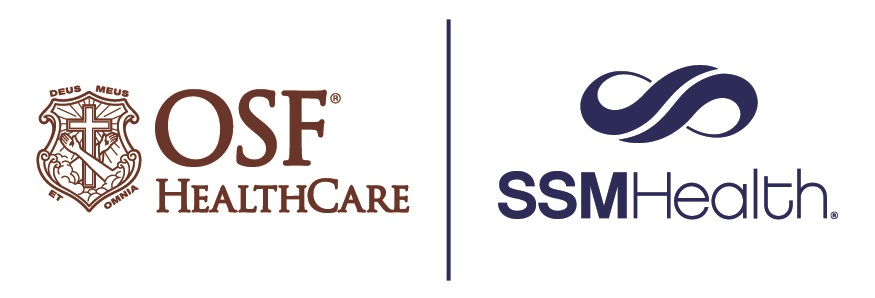 DEUS MEUS
ET OMNIA
OSF®
HEALTHCARE
SSMHealth®